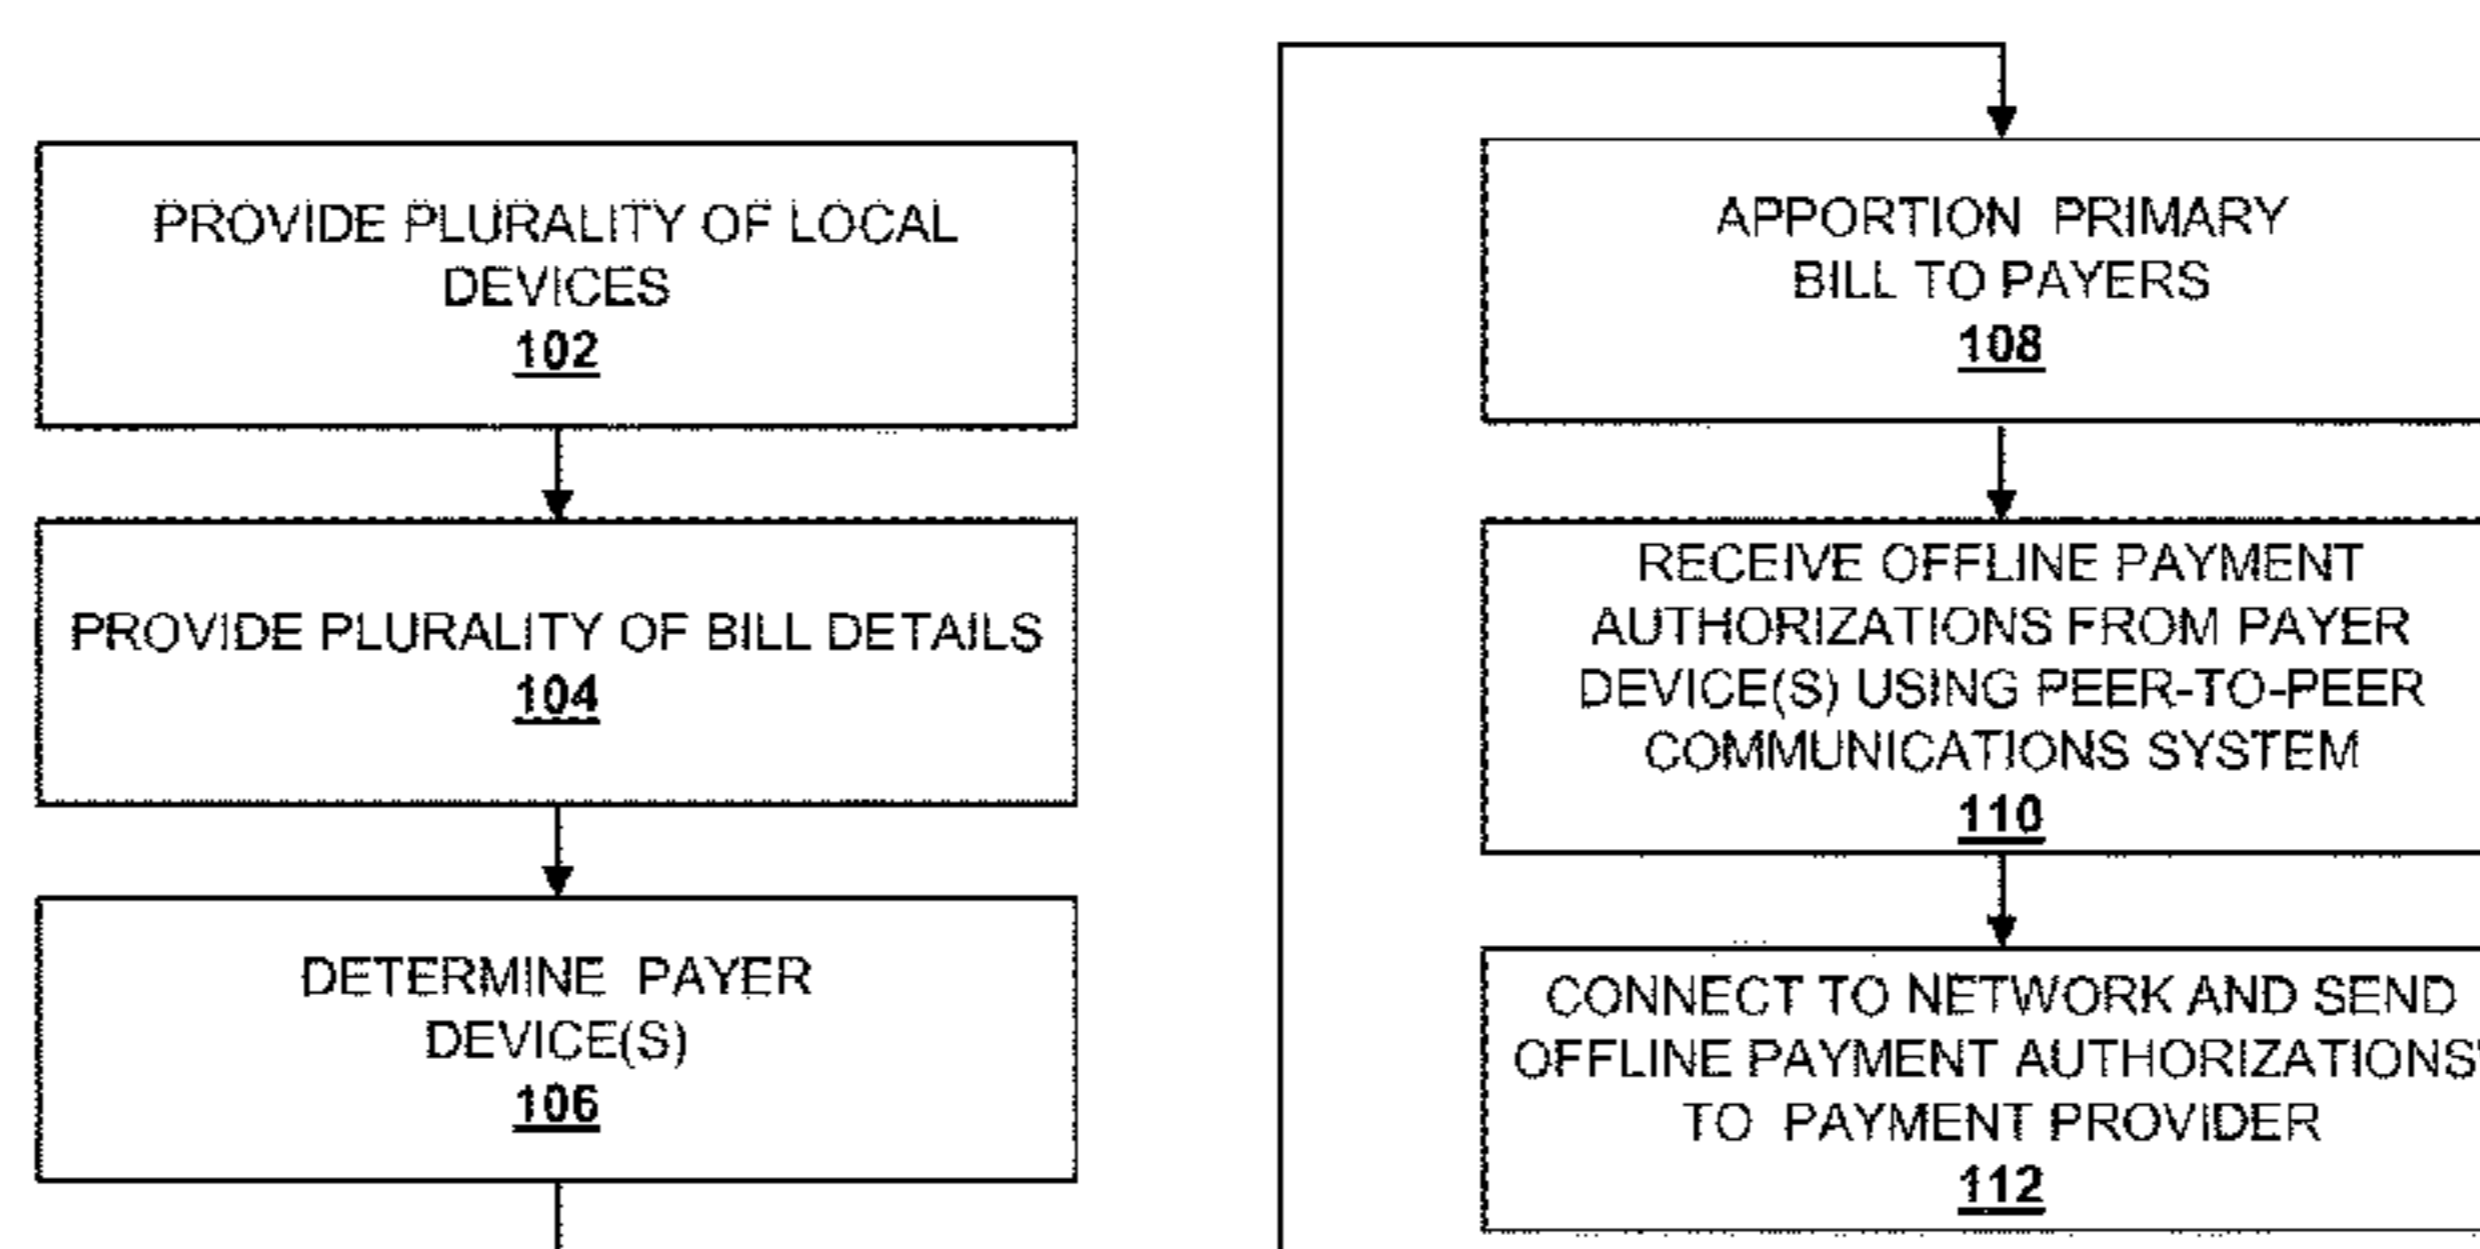 PROVIDE PLURALITY OF LOCAL
DEVICES
102
PROVIDE PLURALITY OF BILL DETAILS
104
DETERMINE PAYER
DEVICE(S)
106
APPORTION PRIMARY
BILL TO PAYERS
108
RECEIVE OFFLINE PAYMENT
AUTHORIZATIONS FROM PAYER
DEVICE(S) USING PEER-TO-PEER
COMMUNICATIONS SYSTEM
110
CONNECT TO NETWORK AND SEND
OFFLINE PAYMENT AUTHORIZATIONS
TO PAYMENT PROVIDER
112